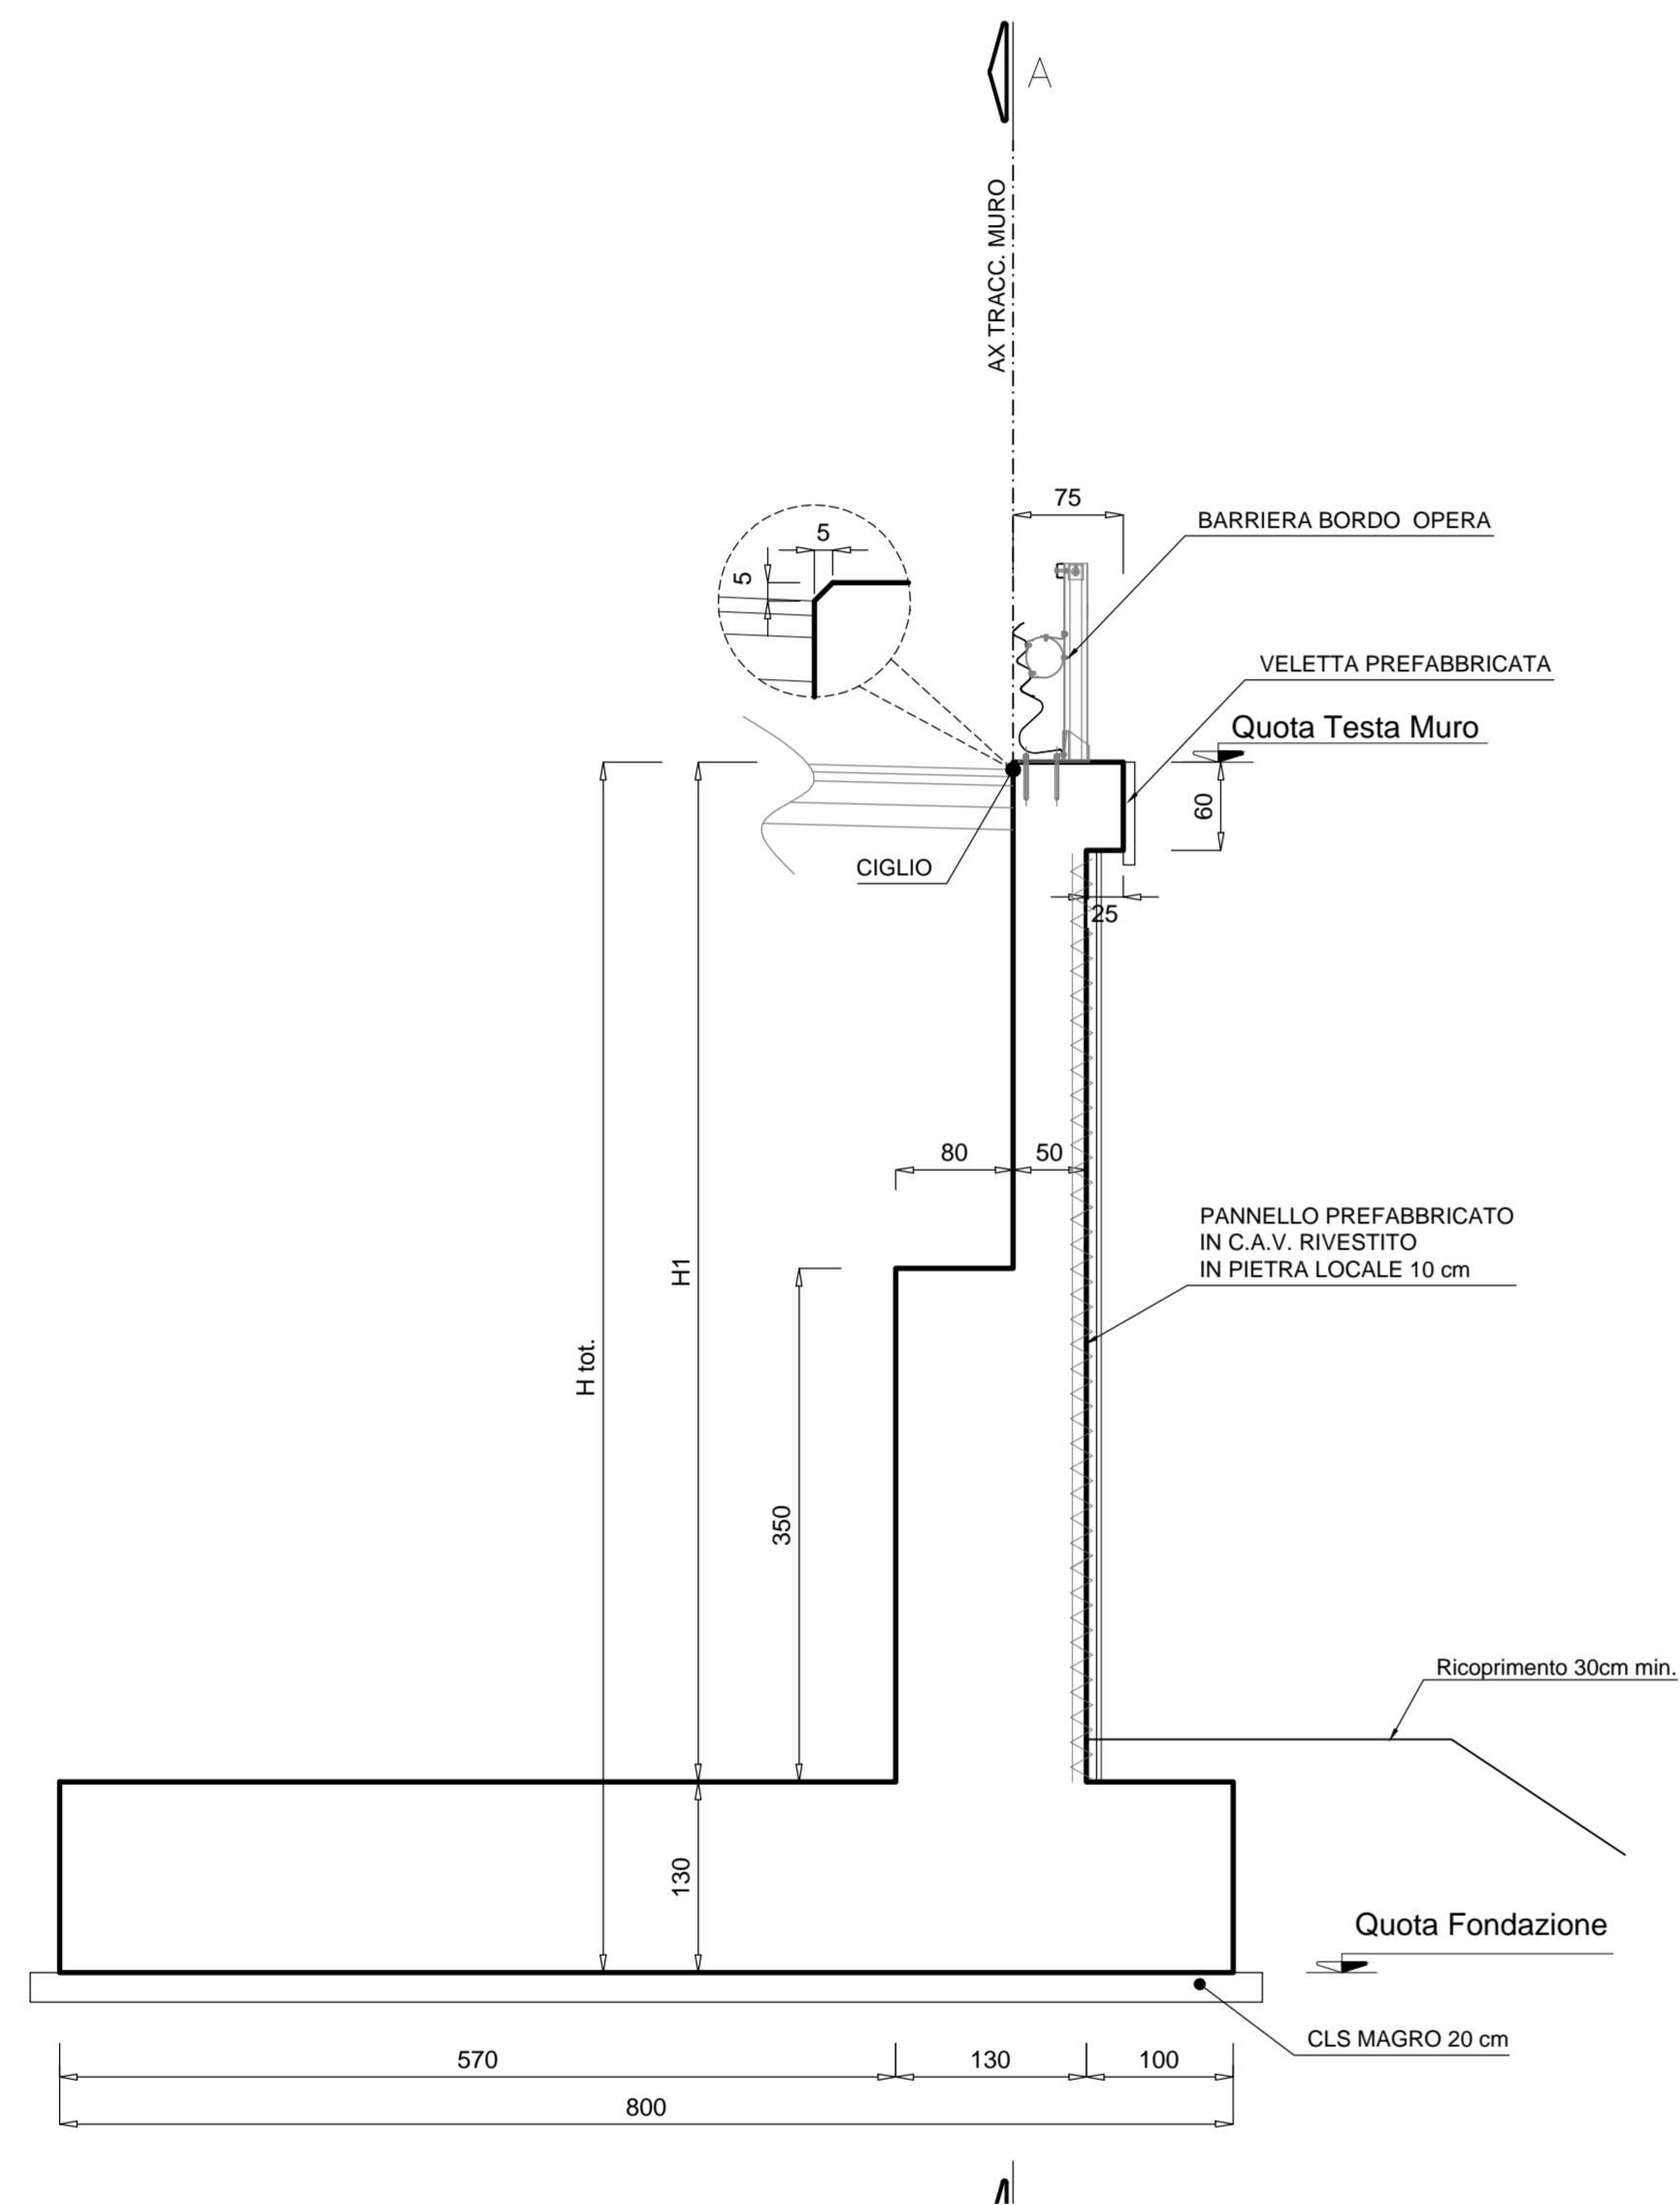 A
AX TRACC. MURO
75
BARRIERA BORDO  OPERA
5
5
VELETTA PREFABBRICATA
Quota Testa Muro
60
CIGLIO
25
80
50
PANNELLO PREFABBRICATO
IN C.A.V. RIVESTITO
IN PIETRA LOCALE 10 cm
H1
H tot.
350
Ricoprimento 30cm min.
130
Quota Fondazione
CLS MAGRO 20 cm
570
130
100
800